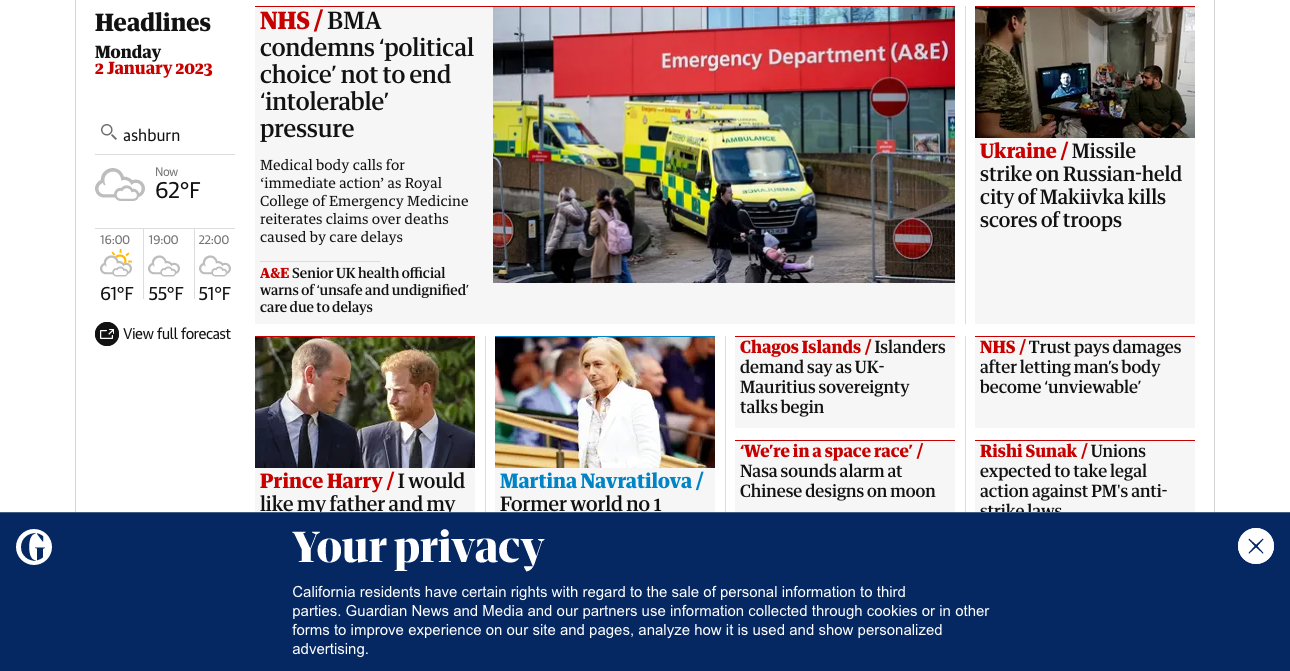 Headlines
Monday
2 January 2023
ashburn
Now
62°F
16:00
19:00
22:00
61°F
55°F
51°F
View full forecast
NHS / BMA
condemns ‘political
choice’ not to end
‘intolerable’
pressure
Medical body calls for
‘immediate action’ as Royal
College of Emergency Medicine
reiterates claims over deaths
caused by care delays
A&E Senior UK health official
warns of ‘unsafe and undignified’
care due to delays
Emergency Department (A&E)
AMBULANCE
Ukraine / Missile
strike on Russian-held
city of Makiivka kills
scores of troops
Prince Harry / I would
like my father and my
Martina Navratilova /
Former world no 1
Chagos Islands / Islanders
demand say as UK-
Mauritius sovereignty
talks begin
‘We’re in a space race’ /
Nasa sounds alarm at
Chinese designs on moon
NHS / Trust pays damages
after letting man’s body
become ‘unviewable’
Rishi Sunak / Unions
expected to take legal
action against PM’s anti-
strike laws
G
Your privacy
California residents have certain rights with regard to the sale of personal information to third
parties. Guardian News and Media and our partners use information collected through cookies or in other
forms to improve experience on our site and pages, analyze how it is used and show personalized
advertising.